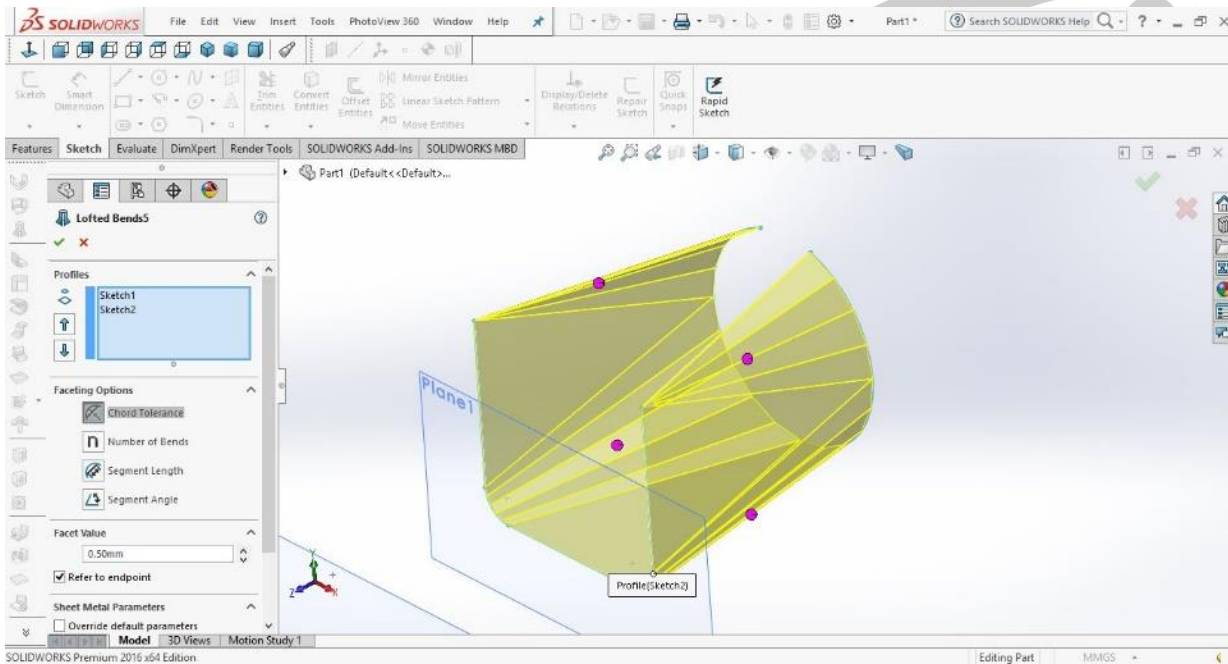 SOLIDWORKS File Edit View Insert Tools PhotoView 360 Window Help Part1 * Search SOLIDWORKS Help ?
Sketch Smart Dimension Trim Entities Convert Entities Offset Entities Mirror Entities Linear Sketch Pattern Move Entities Display/Delete Relations Repair Sketch Quick Snaps Rapid Sketch
Features Sketch Evaluate DimXpert Render Tools SOLIDWORKS Add-Ins SOLIDWORKS MBD
Part1 (Default<<Default>...
Lofted Bends5
Profiles
Sketch1
Sketch2
Faceting Options
Chord Tolerance
Number of Bends
Segment Length
Segment Angle
Facet Value
0.50mm
Refer to endpoint
Sheet Metal Parameters
Override default parameters
Plane1
Y
Z X
Profile(Sketch2)
Model 3D Views Motion Study 1
SOLIDWORKS Premium 2016 x64 Edition Editing Part MMGS